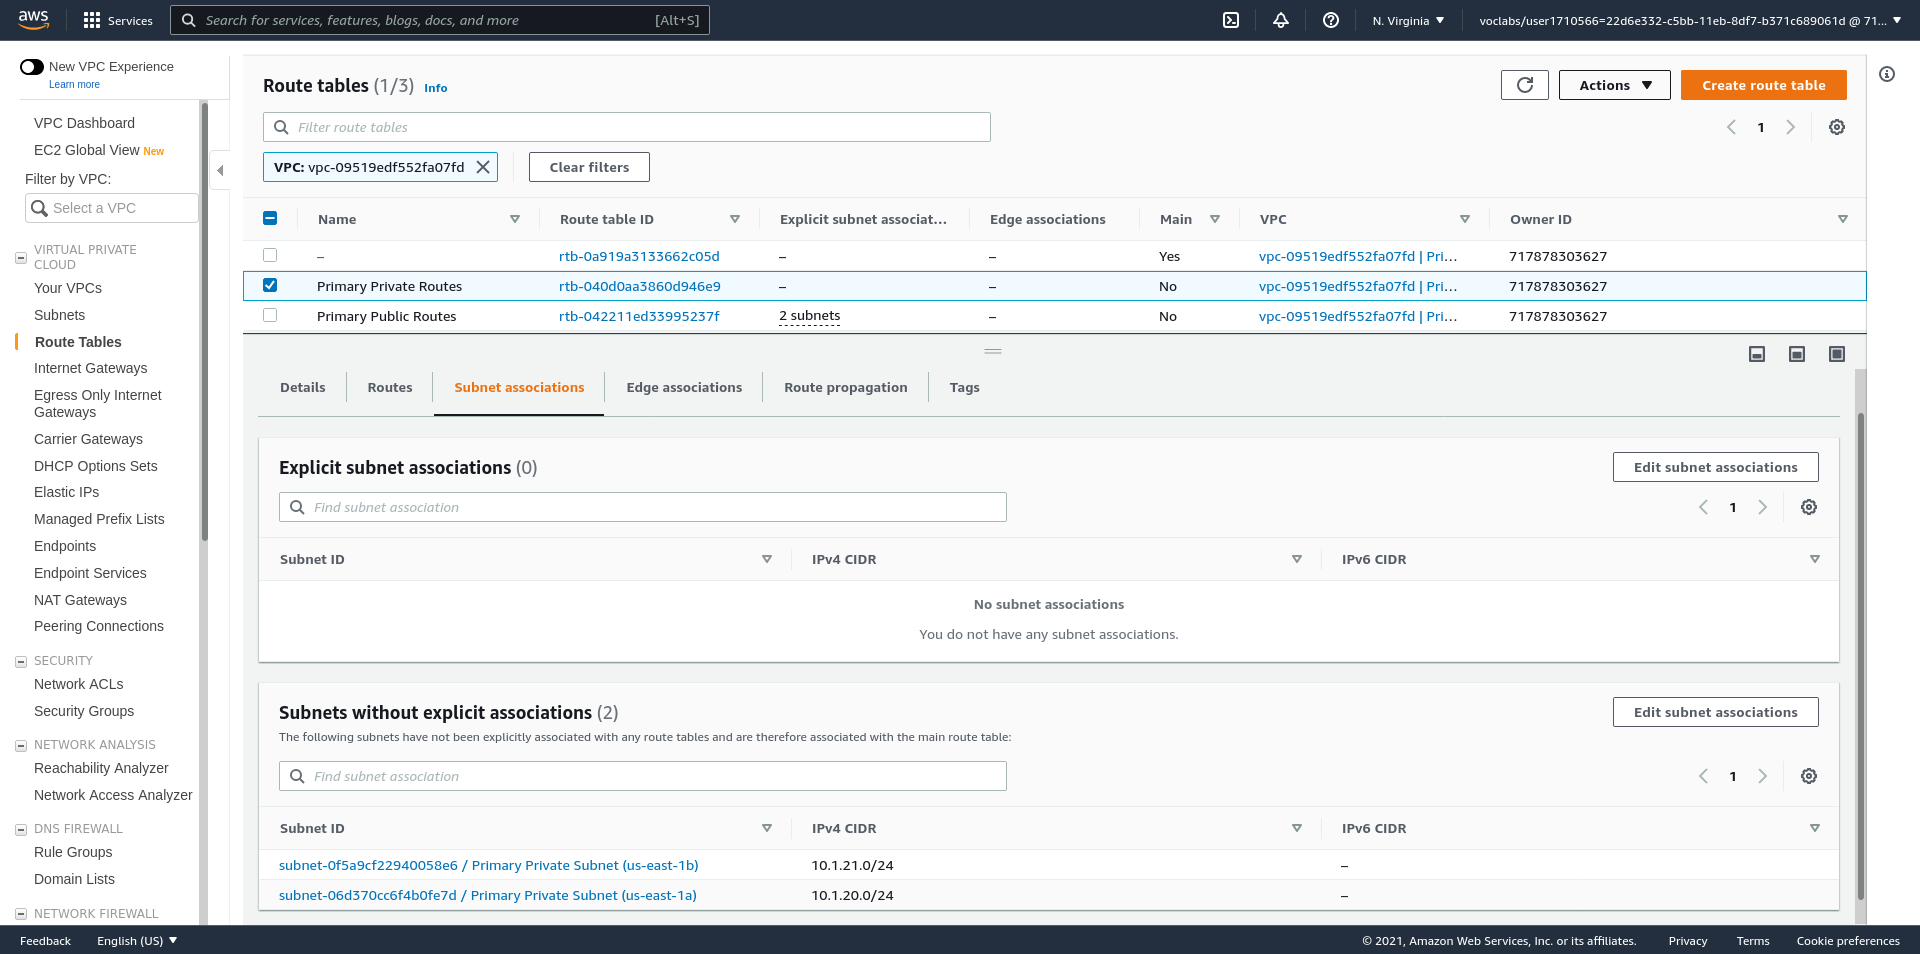 aws Services Search for services, features, blogs, docs, and more [Alt+S] N. Virginia voclabs/user1710566=22d6e332-c5bb-11eb-8df7-b371c689061d @ 71...
New VPC Experience
Learn more
VPC Dashboard
EC2 Global View New
Filter by VPC:
Select a VPC
VIRTUAL PRIVATE
CLOUD
Your VPCs
Subnets
Route Tables
Internet Gateways
Egress Only Internet
Gateways
Carrier Gateways
DHCP Options Sets
Elastic IPs
Managed Prefix Lists
Endpoints
Endpoint Services
NAT Gateways
Peering Connections
SECURITY
Network ACLs
Security Groups
NETWORK ANALYSIS
Reachability Analyzer
Network Access Analyzer
DNS FIREWALL
Rule Groups
Domain Lists
NETWORK FIREWALL
Route tables (1/3) Info Actions Create route table
Filter route tables 1
VPC: vpc-09519edf552fa07fd Clear filters
Name Route table ID Explicit subnet associat... Edge associations Main VPC Owner ID
– rtb-0a919a3133662c05d – – Yes vpc-09519edf552fa07fd | Pri... 717878303627
Primary Private Routes rtb-040d0aa3860d946e9 – – No vpc-09519edf552fa07fd | Pri... 717878303627
Primary Public Routes rtb-042211ed33995237f 2 subnets – No vpc-09519edf552fa07fd | Pri... 717878303627
Details Routes Subnet associations Edge associations Route propagation Tags
Explicit subnet associations (0) Edit subnet associations
Find subnet association 1
Subnet ID IPv4 CIDR IPv6 CIDR
No subnet associations
You do not have any subnet associations.
Subnets without explicit associations (2) Edit subnet associations
The following subnets have not been explicitly associated with any route tables and are therefore associated with the main route table:
Find subnet association 1
Subnet ID IPv4 CIDR IPv6 CIDR
subnet-0f5a9cf22940058e6 / Primary Private Subnet (us-east-1b) 10.1.21.0/24 –
subnet-06d370cc6f4b0fe7d / Primary Private Subnet (us-east-1a) 10.1.20.0/24 –
Feedback English (US) © 2021, Amazon Web Services, Inc. or its affiliates. Privacy Terms Cookie preferences